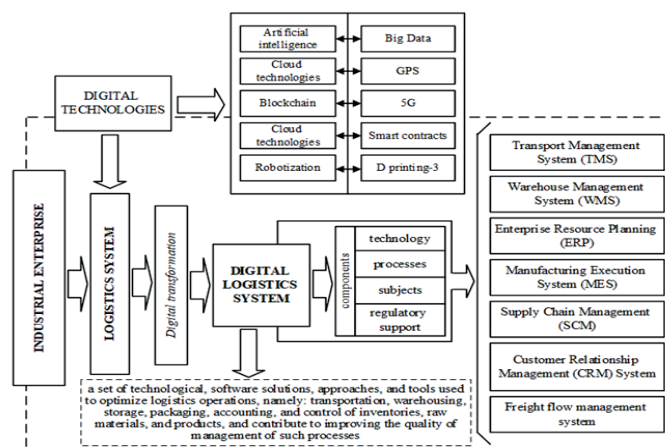 Artificial
intelligence
Big Data
Cloud
technologies
GPS
Blockchain
5G
Cloud
technologies
Smart contracts
Robotization
D printing-3
DIGITAL
TECHNOLOGIES
INDUSTRIAL ENTERPRISE
LOGISTICS SYSTEM
Digital transformation
DIGITAL
LOGISTICS
SYSTEM
components
technology
processes
subjects
regulatory
support
Transport Management
System (TMS)
Warehouse Management
System (WMS)
Enterprise Resource Planning
(ERP)
Manufacturing Execution
System (MES)
Supply Chain Management
(SCM)
Customer Relationship
Management (CRM) System
Freight flow management
system
a set of technological, software solutions, approaches, and tools used
to optimize logistics operations, namely: transportation, warehousing,
storage, packaging, accounting, and control of inventories, raw
materials, and products, and contribute to improving the quality of
management of such processes